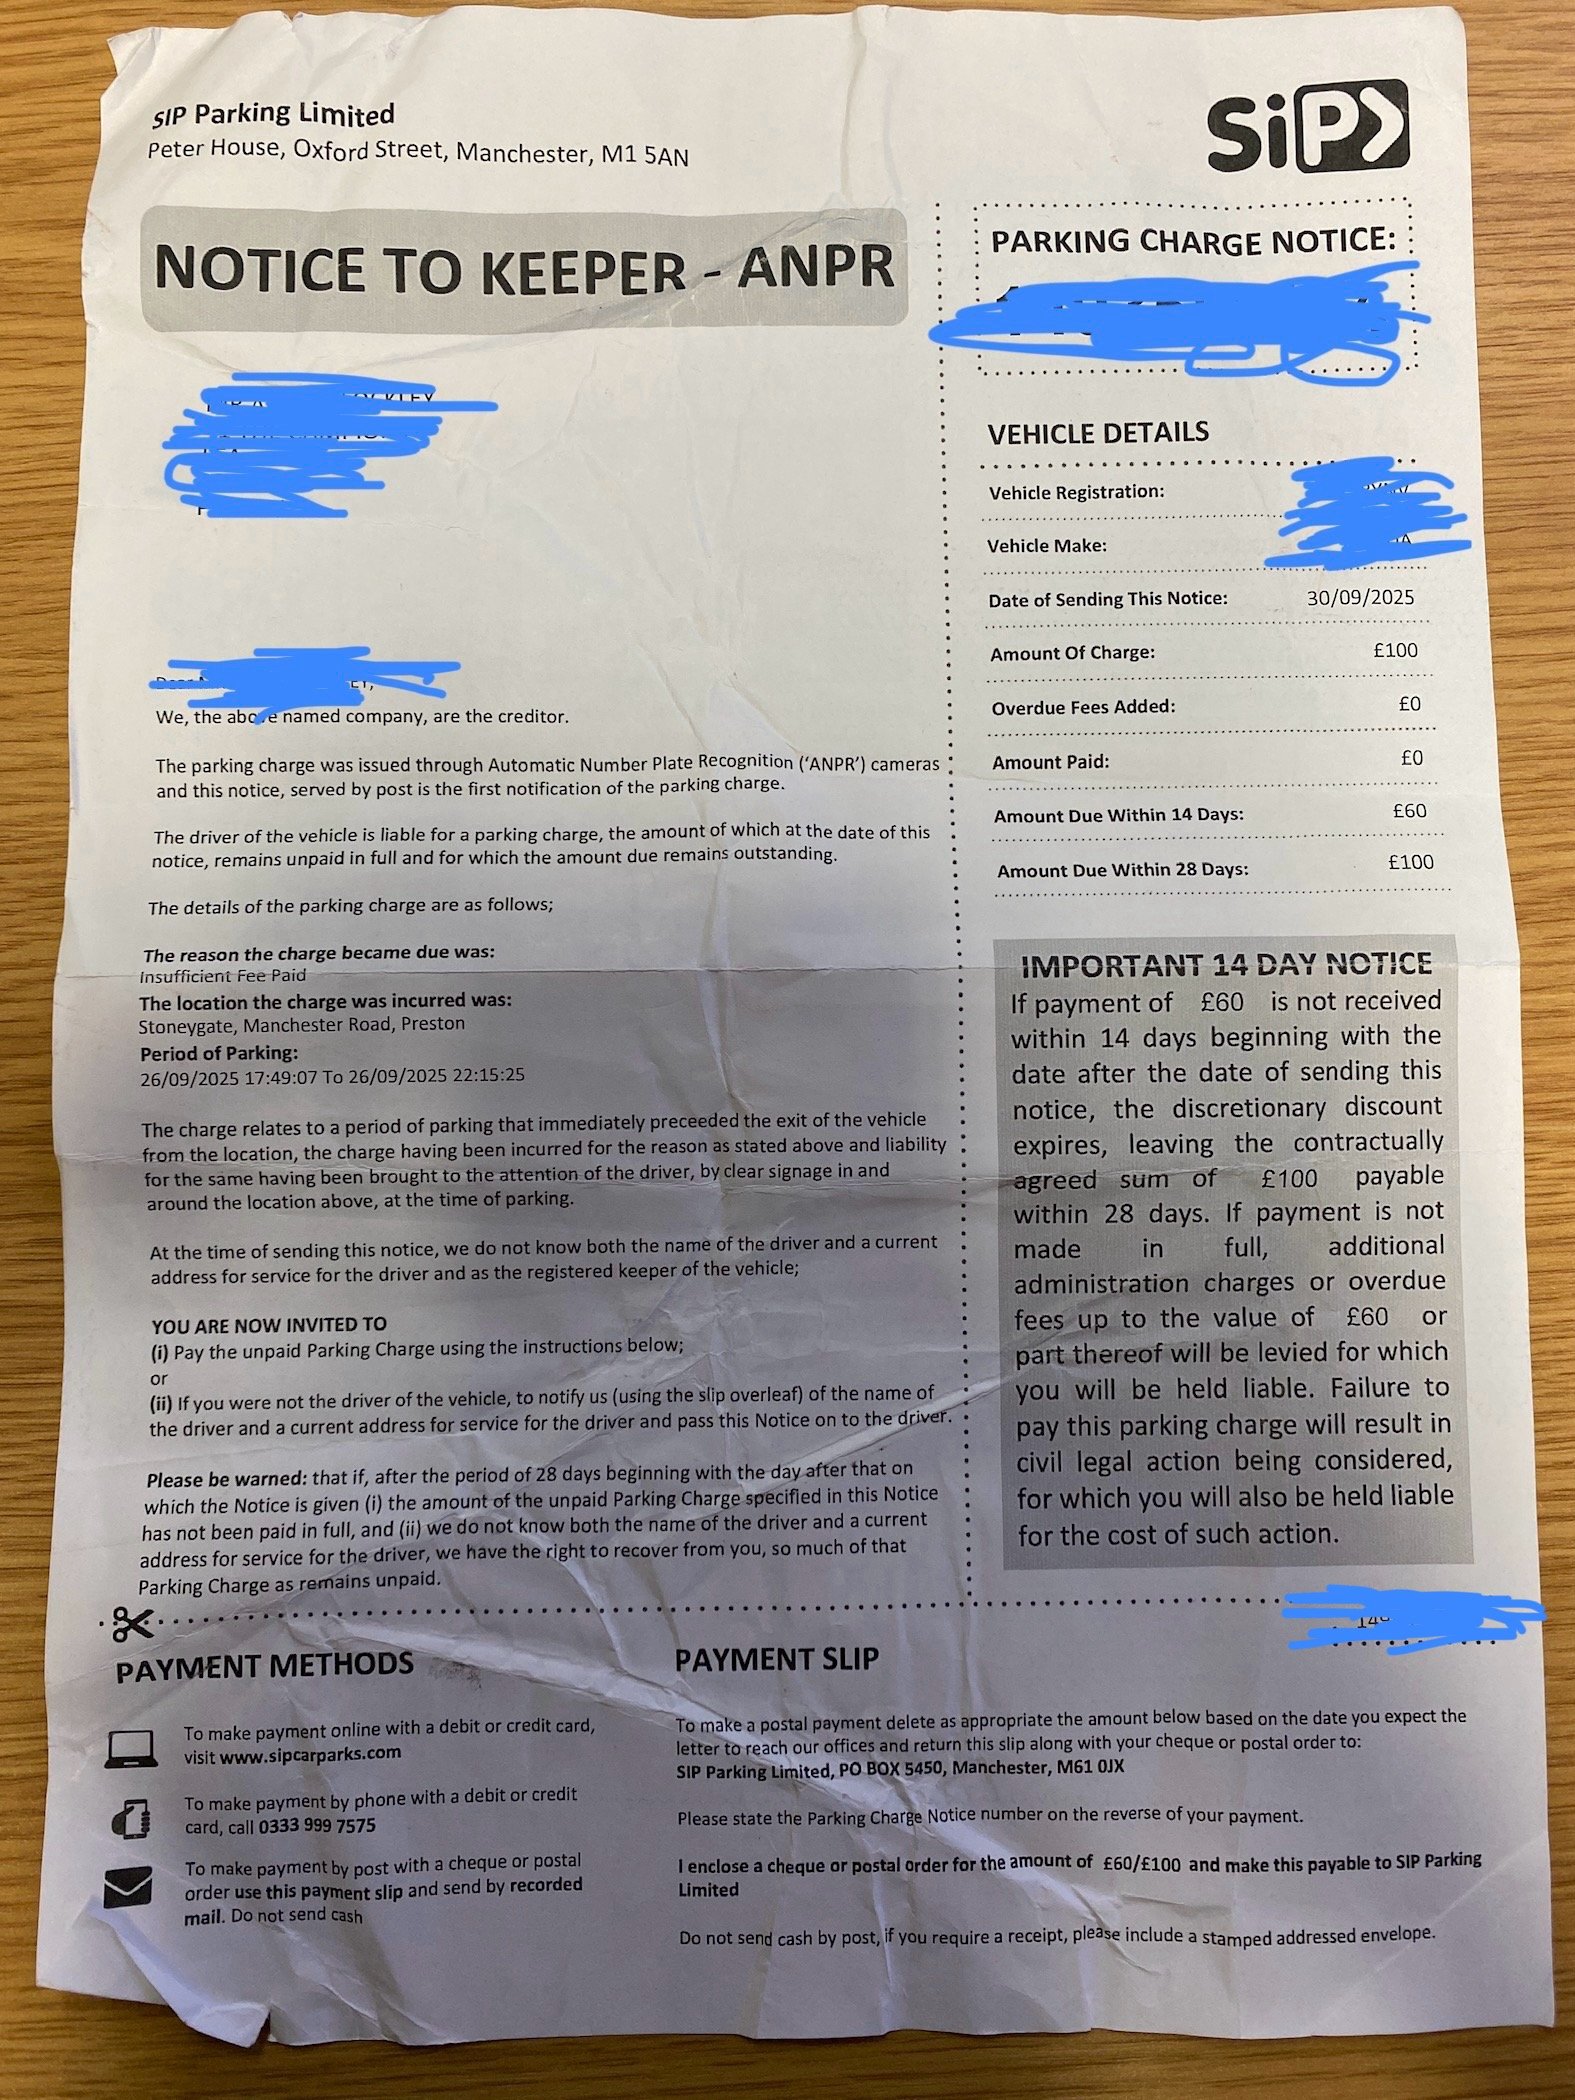 SIP Parking Limited
Peter House, Oxford Street, Manchester, M1 5AN
SiP
NOTICE TO KEEPER - ANPR
PARKING CHARGE NOTICE:
VEHICLE DETAILS
Vehicle Registration:
Vehicle Make:
Date of Sending This Notice: 30/09/2025
Amount Of Charge: £100
Overdue Fees Added: £0
Amount Paid: £0
Amount Due Within 14 Days: £60
Amount Due Within 28 Days: £100
We, the above named company, are the creditor.
The parking charge was issued through Automatic Number Plate Recognition ('ANPR') cameras
and this notice, served by post is the first notification of the parking charge.
The driver of the vehicle is liable for a parking charge, the amount of which at the date of this
notice, remains unpaid in full and for which the amount due remains outstanding.
The details of the parking charge are as follows;
The reason the charge became due was:
Insufficient Fee Paid
The location the charge was incurred was:
Stoneygate, Manchester Road, Preston
Period of Parking:
26/09/2025 17:49:07 To 26/09/2025 22:15:25
The charge relates to a period of parking that immediately preceeded the exit of the vehicle
from the location, the charge having been incurred for the reason as stated above and liability
for the same having been brought to the attention of the driver, by clear signage in and
around the location above, at the time of parking.
At the time of sending this notice, we do not know both the name of the driver and a current
address for service for the driver and as the registered keeper of the vehicle;
YOU ARE NOW INVITED TO
(i) Pay the unpaid Parking Charge using the instructions below;
or
(ii) If you were not the driver of the vehicle, to notify us (using the slip overleaf) of the name of
the driver and a current address for service for the driver and pass this Notice on to the driver.
Please be warned: that if, after the period of 28 days beginning with the day after that on
which the Notice is given (i) the amount of the unpaid Parking Charge specified in this Notice
has not been paid in full, and (ii) we do not know both the name of the driver and a current
address for service for the driver, we have the right to recover from you, so much of that
Parking Charge as remains unpaid.
IMPORTANT 14 DAY NOTICE
If payment of £60 is not received
within 14 days beginning with the
date after the date of sending this
notice, the discretionary discount
expires, leaving the contractually
agreed sum of £100 payable
within 28 days. If payment is not
made in full, additional
administration charges or overdue
fees up to the value of £60 or
part thereof will be levied for which
you will be held liable. Failure to
pay this parking charge will result in
civil legal action being considered,
for which you will also be held liable
for the cost of such action.
PAYMENT METHODS
To make payment online with a debit or credit card,
visit www.sipcarparks.com
To make payment by phone with a debit or credit
card, call 0333 999 7575
To make payment by post with a cheque or postal
order use this payment slip and send by recorded
mail. Do not send cash
PAYMENT SLIP
To make a postal payment delete as appropriate the amount below based on the date you expect the
letter to reach our offices and return this slip along with your cheque or postal order to:
SIP Parking Limited, PO BOX 5450, Manchester, M61 0JX
Please state the Parking Charge Notice number on the reverse of your payment.
I enclose a cheque or postal order for the amount of £60/£100 and make this payable to SIP Parking
Limited
Do not send cash by post, if you require a receipt, please include a stamped addressed envelope.